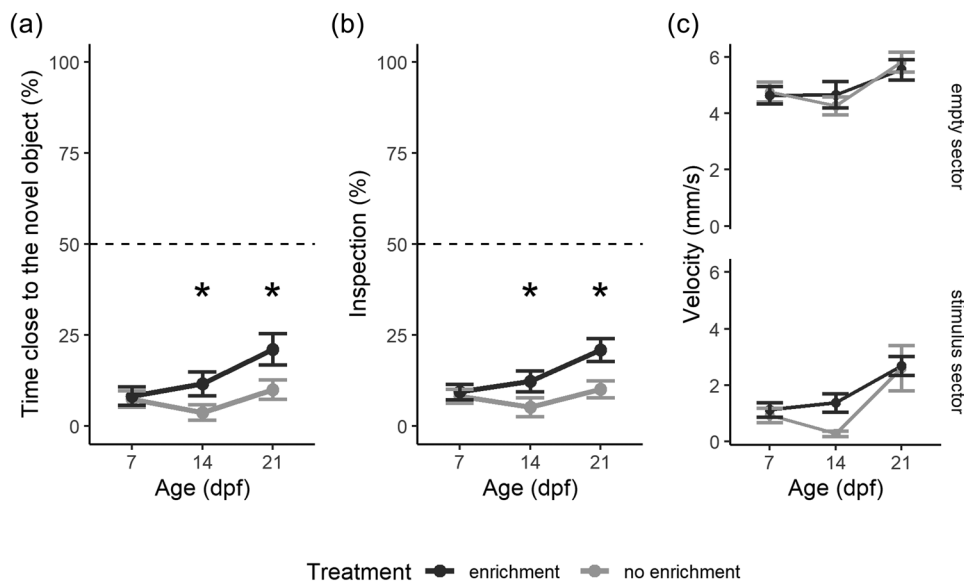 (a)
Time close to the novel object (%)
100
75
50
25
0
*
*
7
14
21
Age (dpf)
(b)
Inspection (%)
100
75
50
25
0
*
*
7
14
21
Age (dpf)
(c)
Velocity (mm/s)
6
4
2
0
empty sector
6
4
2
0
stimulus sector
7
14
21
Age (dpf)
Treatment enrichment no enrichment